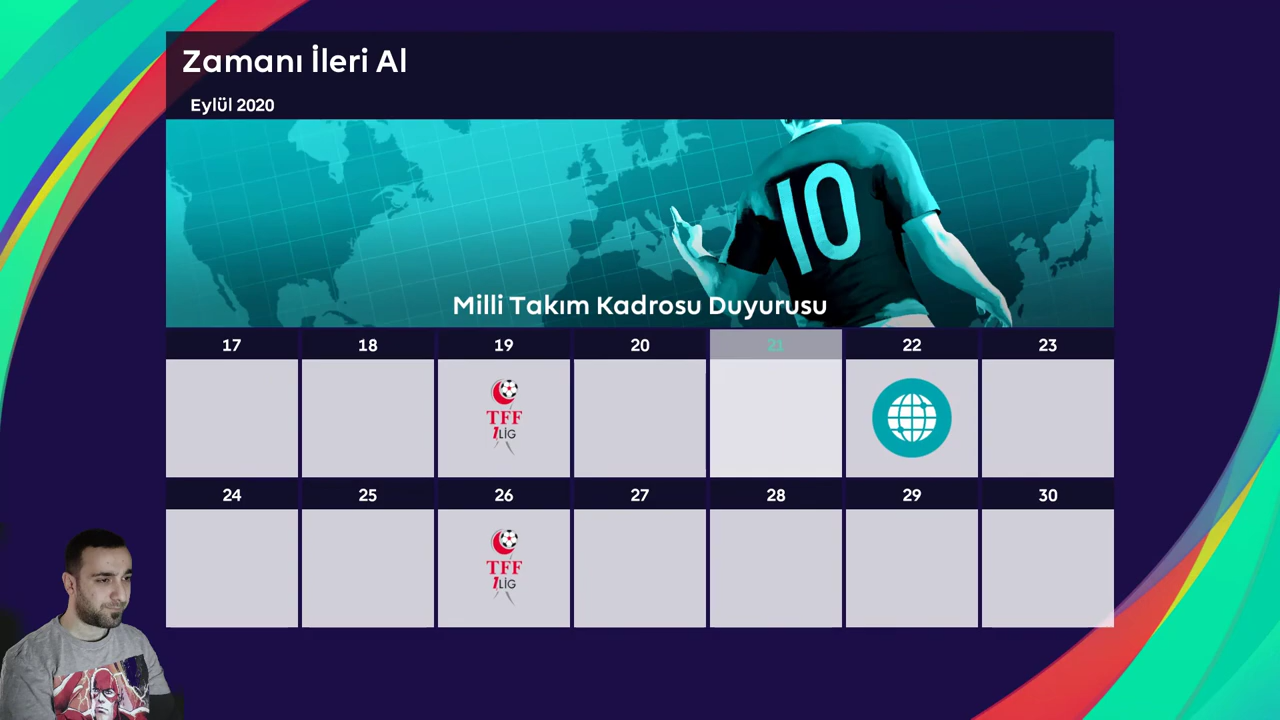 Zamanı İleri Al
Eylül 2020
10
Milli Takım Kadrosu Duyurusu
17 18 19 20 21 22 23
TFF
1LİG
24 25 26 27 28 29 30
TFF
1LİG